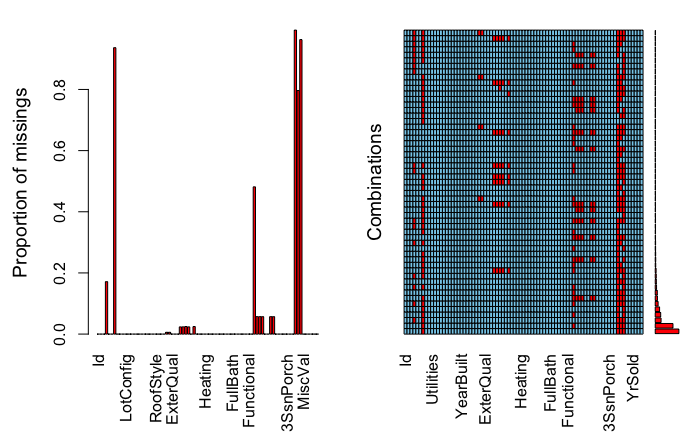 Proportion of missings
0.8
0.6
0.4
0.2
0.0
Id
LotConfig
RoofStyle
ExterQual
Heating
FullBath
Functional
3SsnPorch
MiscVal
Combinations
Id
Utilities
YearBuilt
ExterQual
Heating
FullBath
Functional
3SsnPorch
YrSold